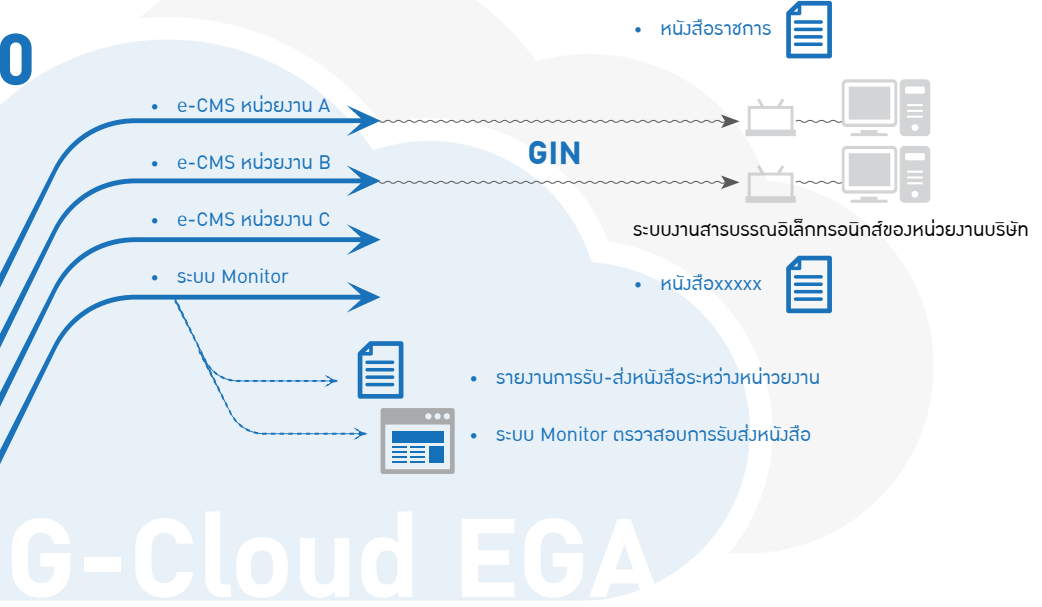 • หนังสือราชการ
0
• e-CMS หน่วยงาน A
• e-CMS หน่วยงาน B
GIN
• e-CMS หน่วยงาน C
ระบบงานสารบรรณอิเล็กทรอนิกส์ของหน่วยงานบริษัท
• ระบบ Monitor
• หนังสือxxxxx
• รายงานการรับ-ส่งหนังสือระหว่างหน่าวยงาน
• ระบบ Monitor ตรวจสอบการรับส่งหนังสือ
G-Cloud EGA